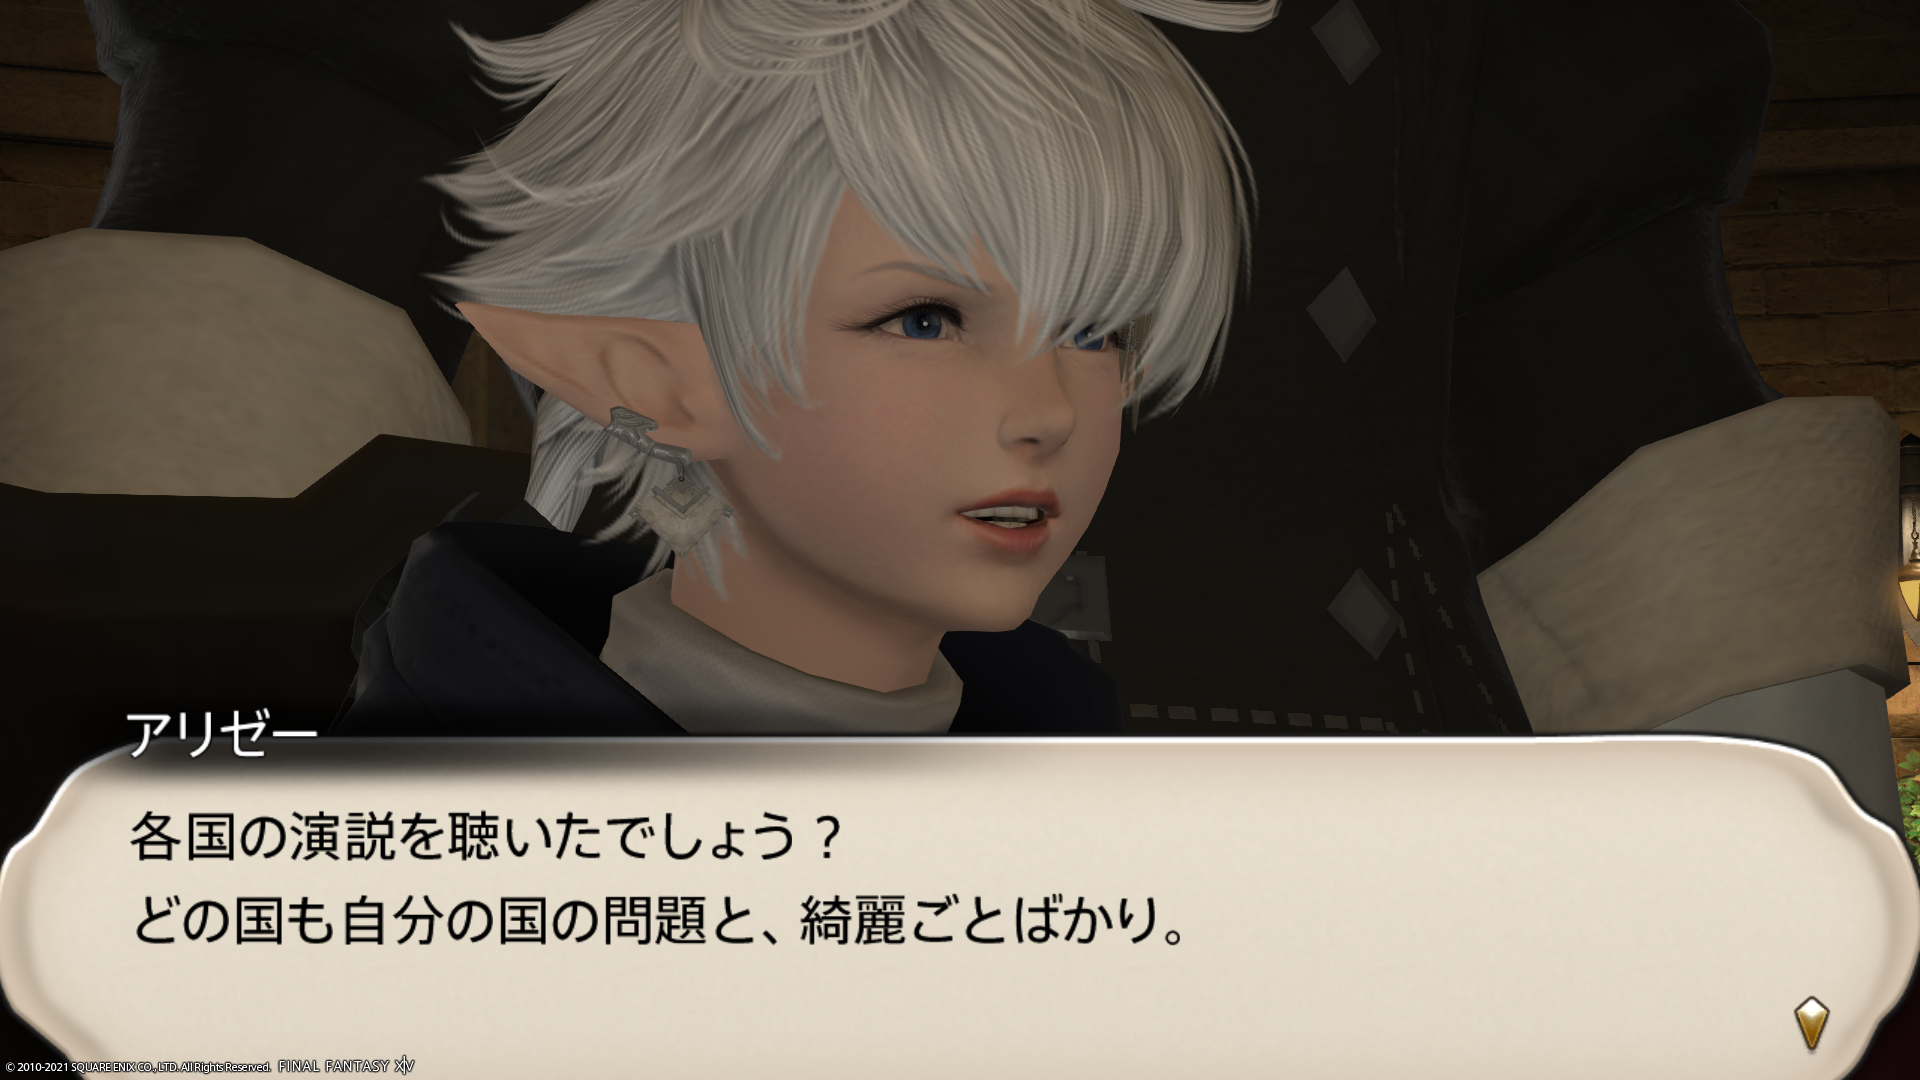 アリゼー
各国の演説を聴いたでしょう？
どの国も自分の国の問題と、綺麗ごとばかり。
© 2010-2021 SQUARE ENIX CO., LTD. All Rights Reserved. FINAL FANTASY XIV